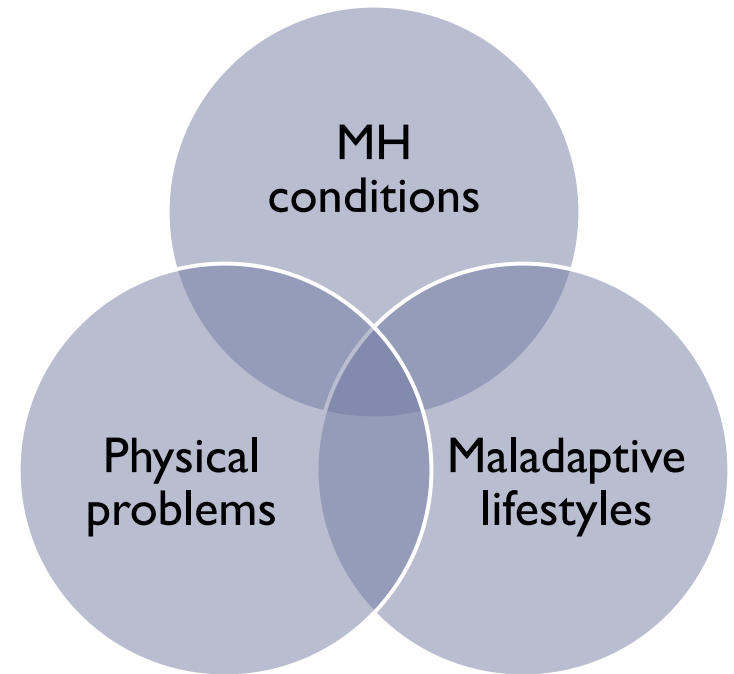 MH
conditions
Physical
problems
Maladaptive
lifestyles